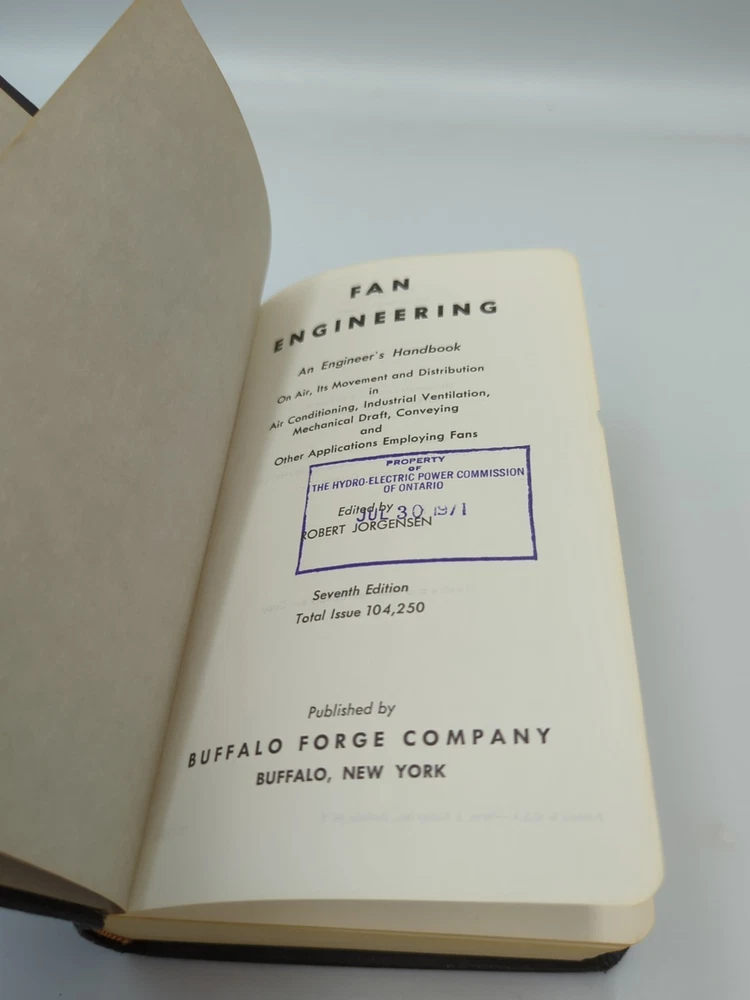 FAN
ENGINEERING
An Engineer's Handbook
On Air, Its Movement and Distribution
in
Air Conditioning, Industrial Ventilation,
Mechanical Draft, Conveying
and
Other Applications Employing Fans
PROPERTY
OF
THE HYDRO-ELECTRIC POWER COMMISSION
OF ONTARIO
Edited by
JUL 30 1971
ROBERT JORGENSEN
Seventh Edition
Total Issue 104,250
Published by
BUFFALO FORGE COMPANY
BUFFALO, NEW YORK